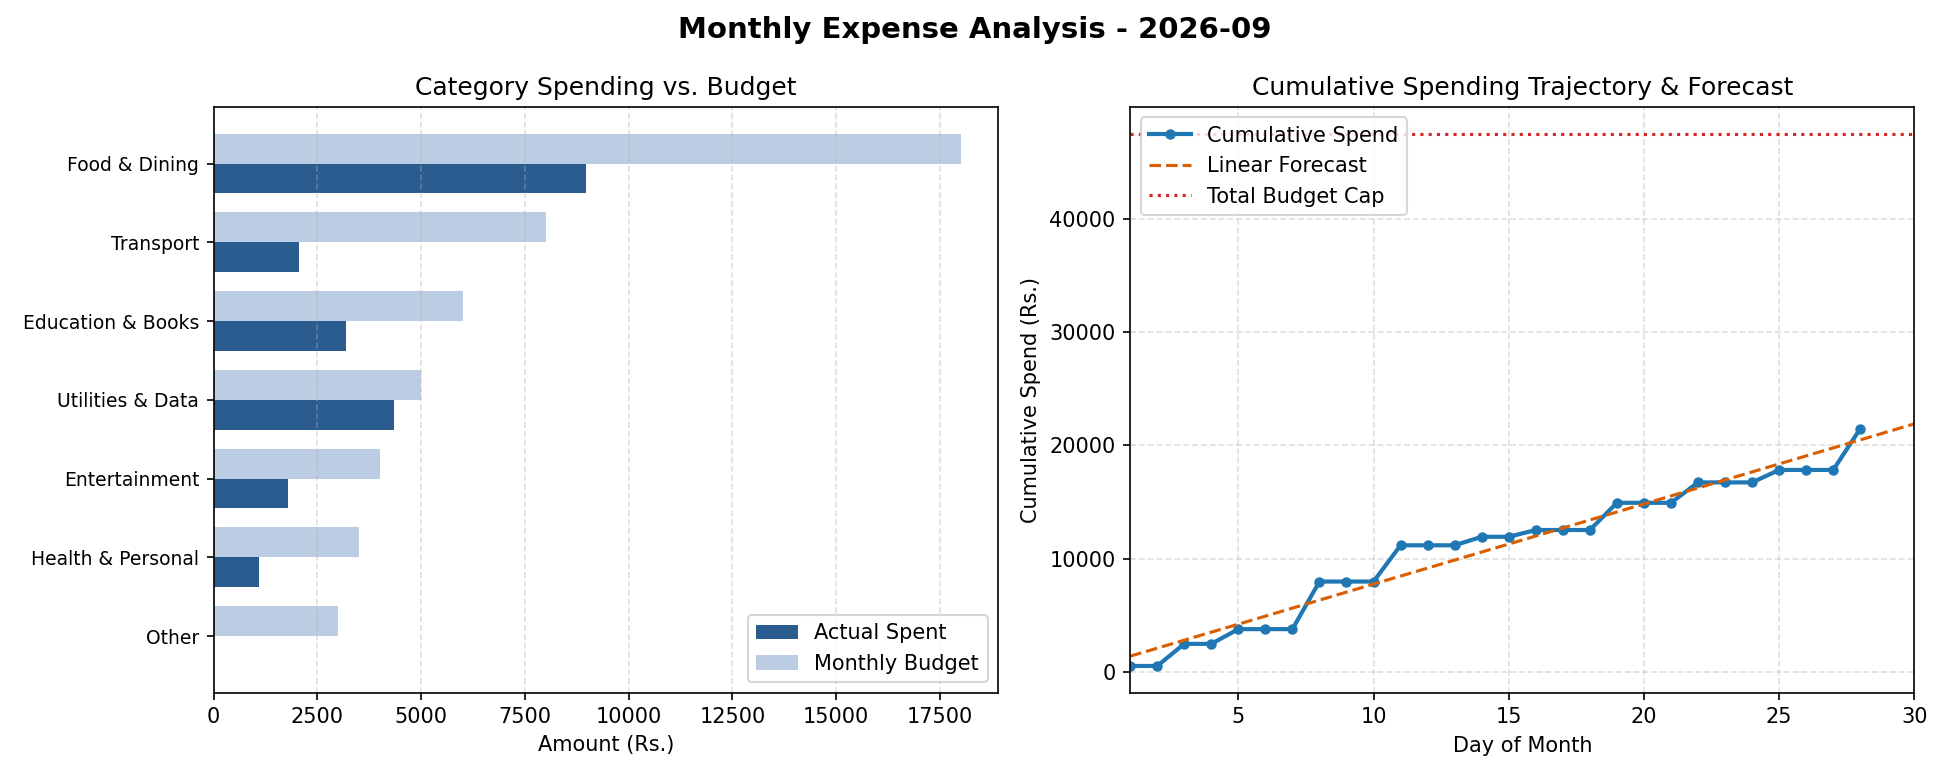 Monthly Expense Analysis - 2026-09
Category Spending vs. Budget
Food & Dining
Transport
Education & Books
Utilities & Data
Entertainment
Health & Personal
Other
Actual Spent
Monthly Budget
0 2500 5000 7500 10000 12500 15000 17500
Amount (Rs.)
Cumulative Spending Trajectory & Forecast
Cumulative Spend
Linear Forecast
Total Budget Cap
Cumulative Spend (Rs.)
40000
30000
20000
10000
0
5 10 15 20 25 30
Day of Month